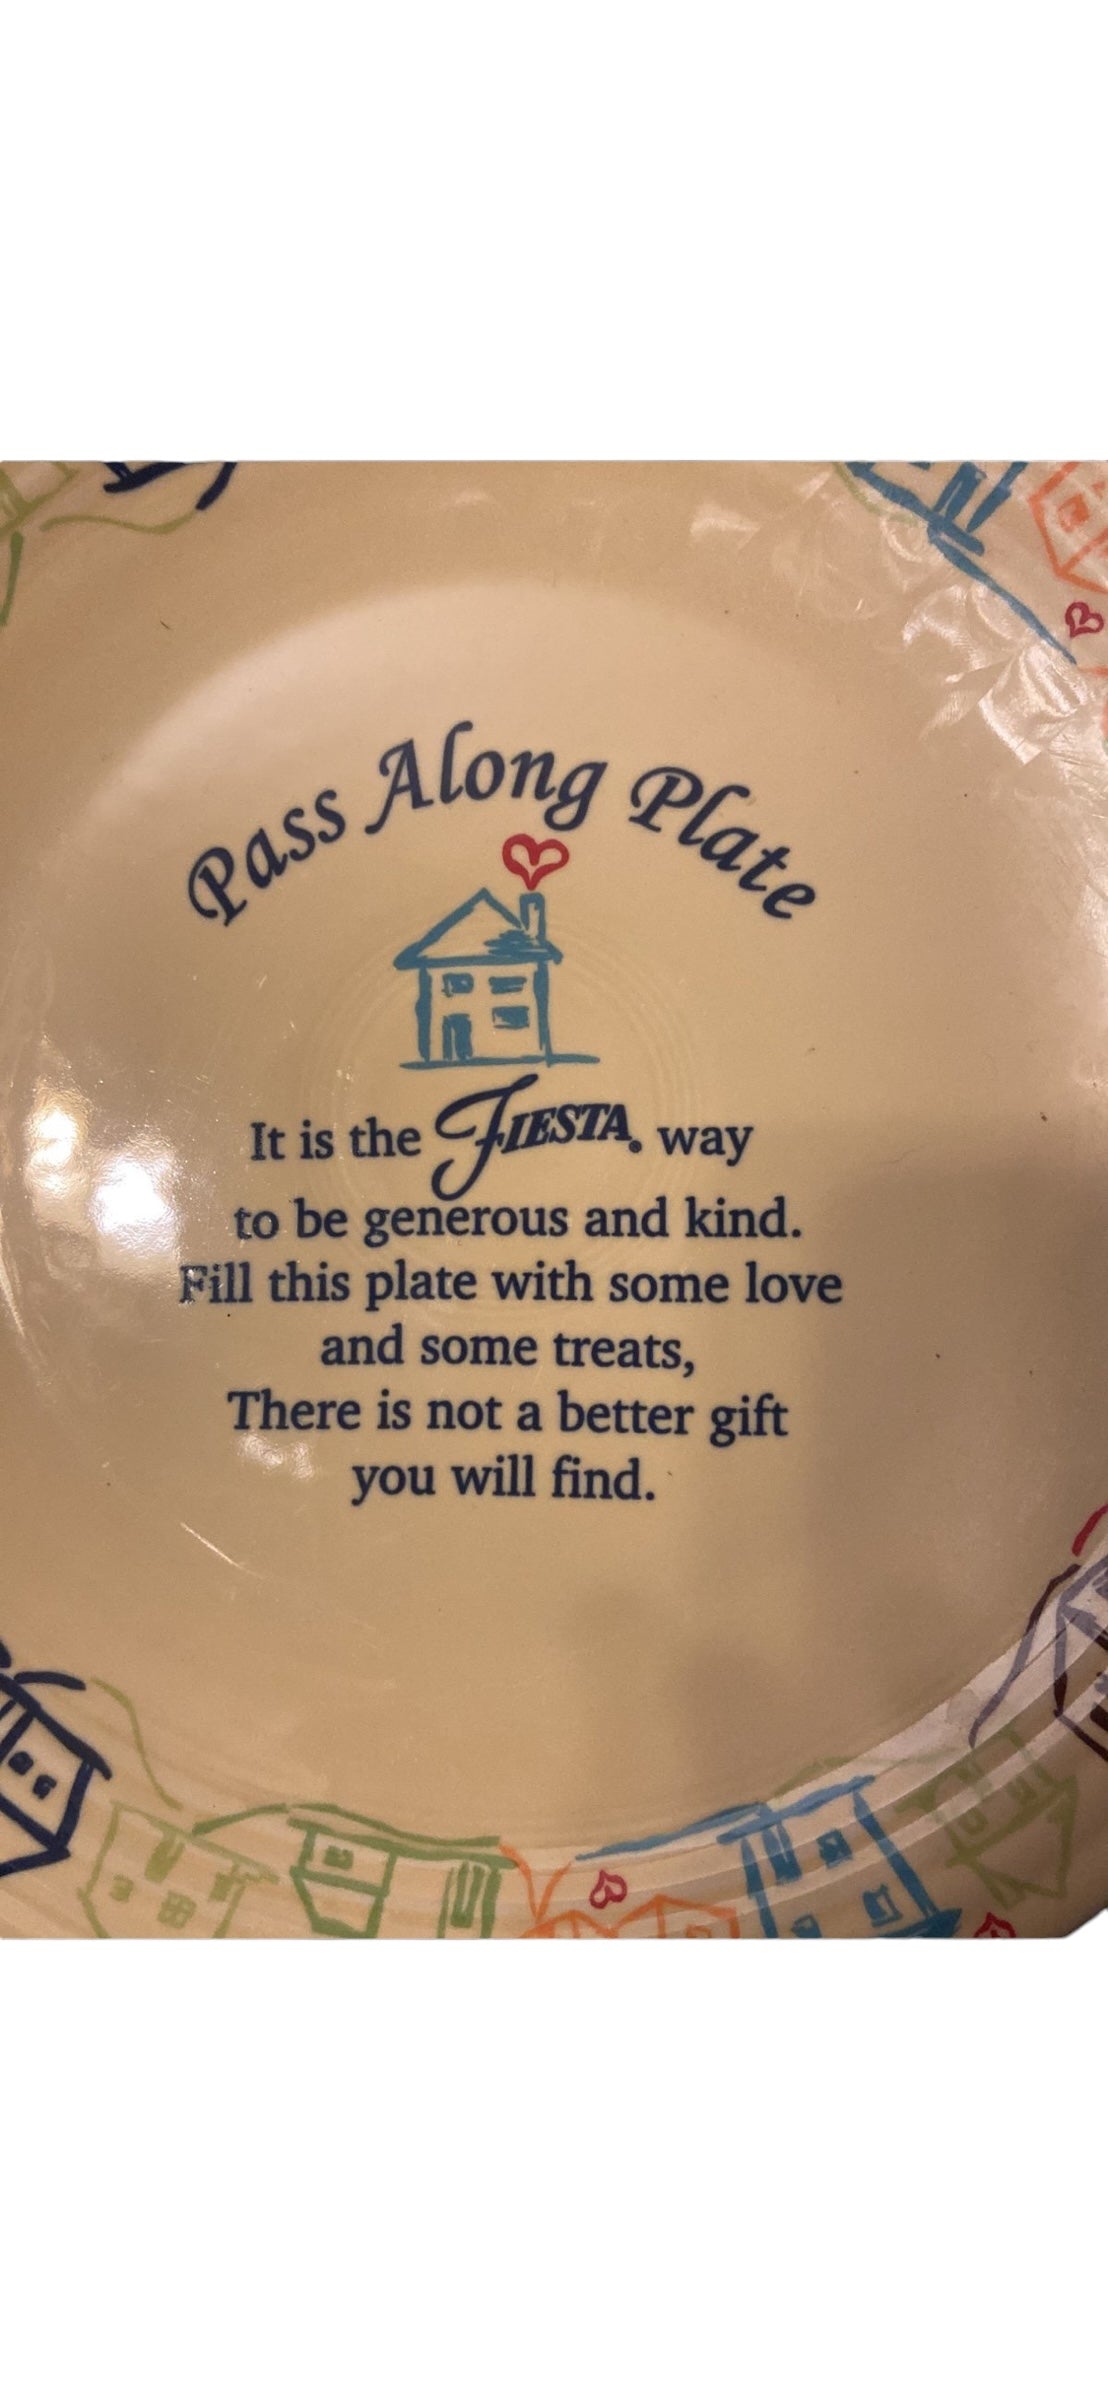 Pass Along Plate
It is the FIESTA® way
to be generous and kind.
Fill this plate with some love
and some treats,
There is not a better gift
you will find.